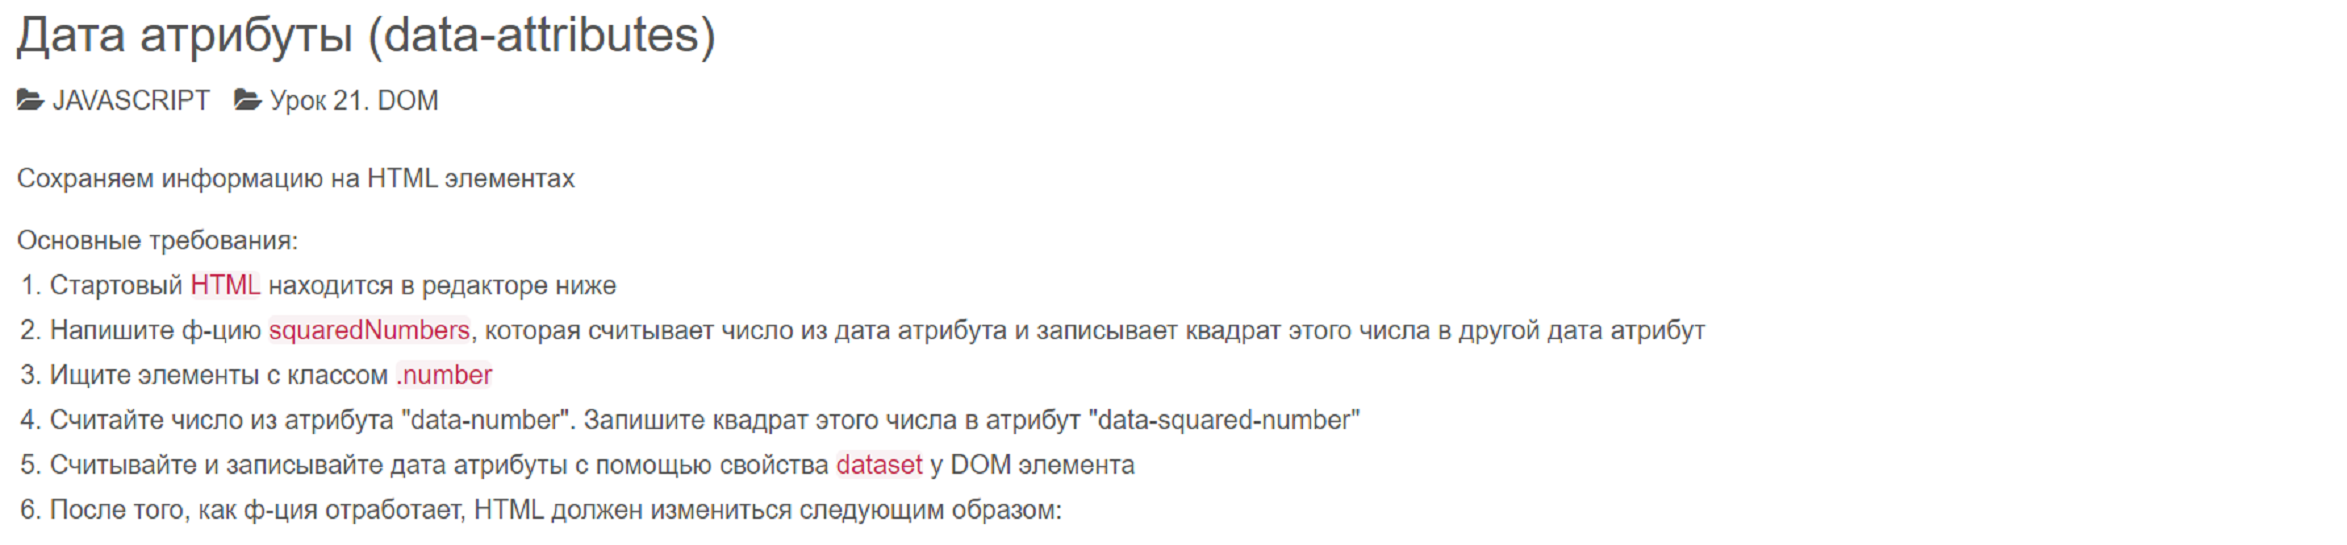 Дата атрибуты (data-attributes)
JAVASCRIPT Урок 21. DOM
Сохраняем информацию на HTML элементах
Основные требования:
1. Стартовый HTML находится в редакторе ниже
2. Напишите ф-цию squaredNumbers, которая считывает число из дата атрибута и записывает квадрат этого числа в другой дата атрибут
3. Ищите элементы с классом .number
4. Считайте число из атрибута "data-number". Запишите квадрат этого числа в атрибут "data-squared-number"
5. Считывайте и записывайте дата атрибуты с помощью свойства dataset у DOM элемента
6. После того, как ф-ция отработает, HTML должен измениться следующим образом: